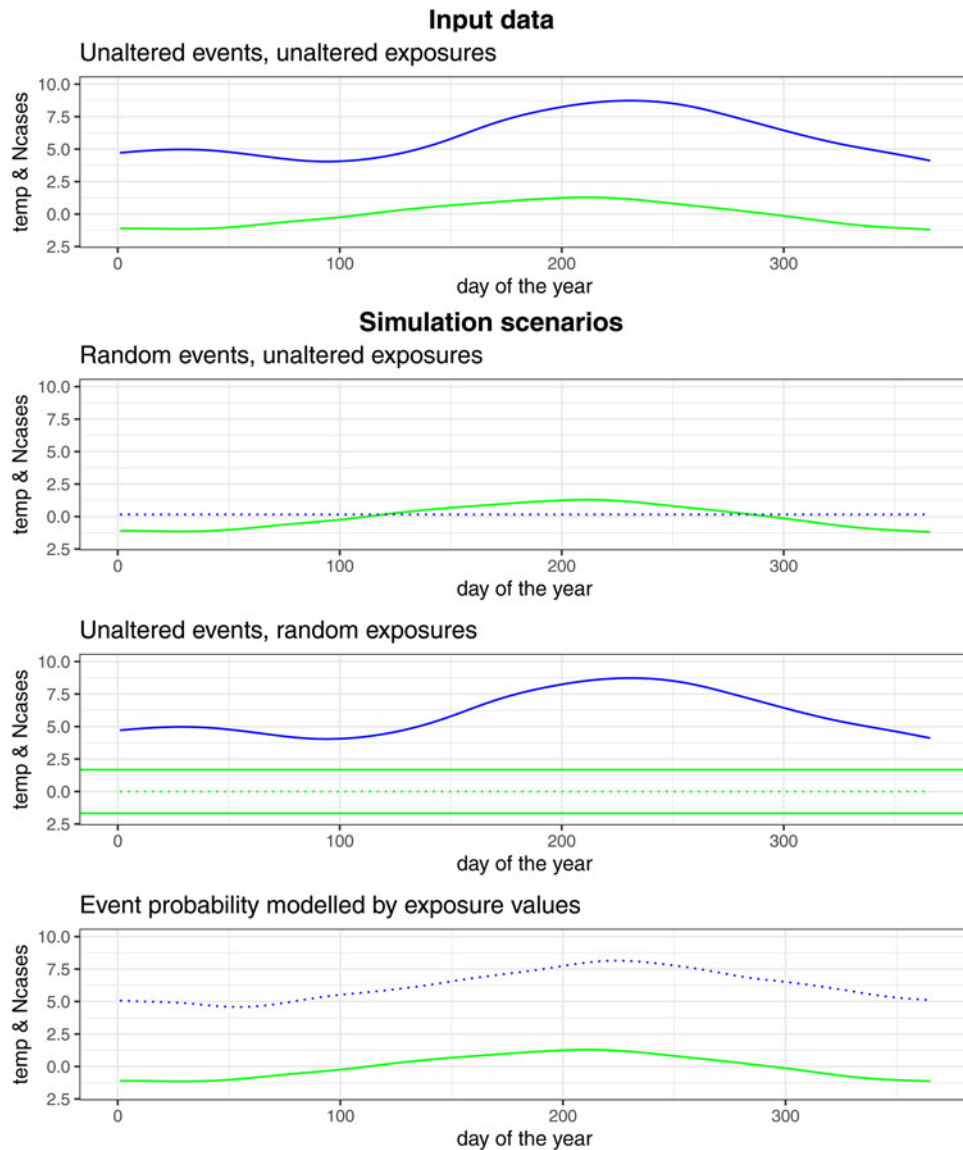 Input data
Unaltered events, unaltered exposures
10.0
7.5
5.0
2.5
0.0
2.5
temp & Ncases
0 100 200 300
day of the year
Simulation scenarios
Random events, unaltered exposures
10.0
7.5
5.0
2.5
0.0
2.5
temp & Ncases
0 100 200 300
day of the year
Unaltered events, random exposures
10.0
7.5
5.0
2.5
0.0
2.5
temp & Ncases
0 100 200 300
day of the year
Event probability modelled by exposure values
10.0
7.5
5.0
2.5
0.0
2.5
temp & Ncases
0 100 200 300
day of the year